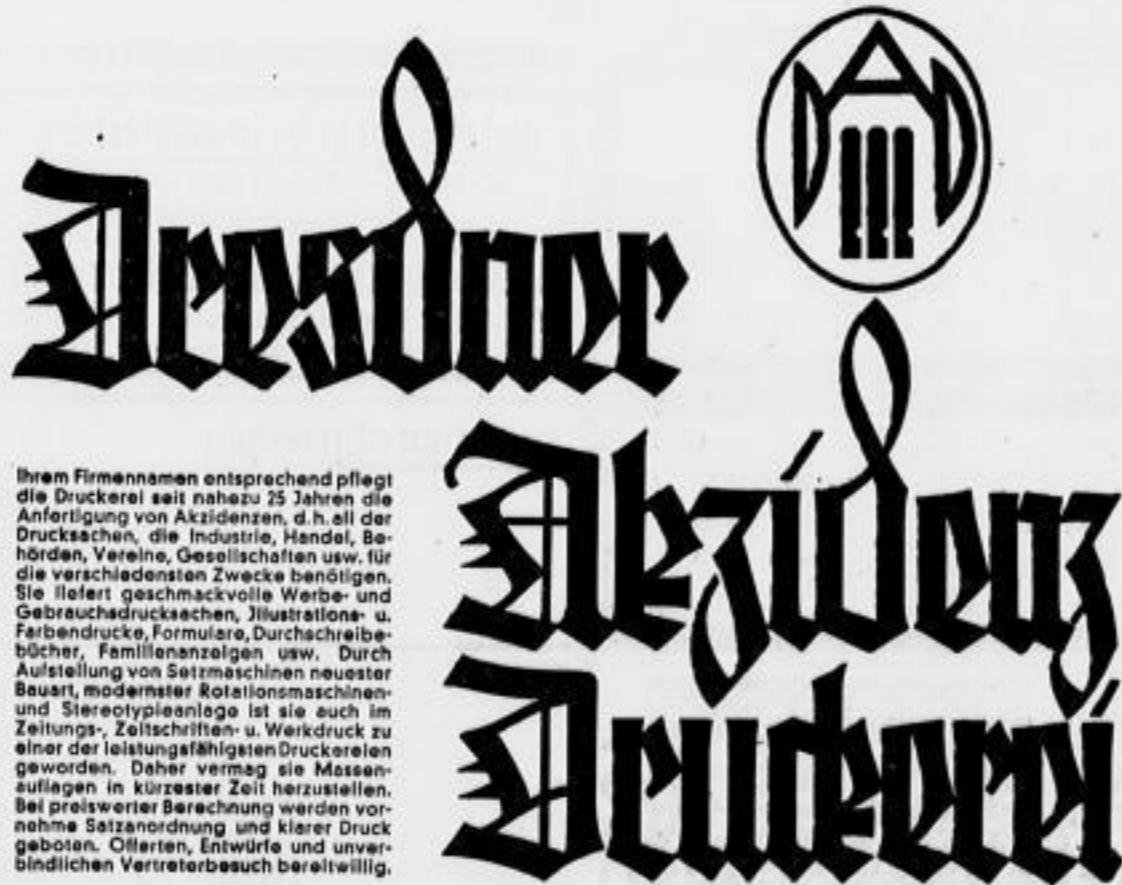 Dresdner
DAD
Akzidenz
Druckerei
Ihrem Firmennamen entsprechend pflegt
die Druckerei seit nahezu 25 Jahren die
Anfertigung von Akzidenzen, d.h. all der
Drucksachen, die Industrie, Handel, Be-
hörden, Vereine, Gesellschaften usw. für
die verschiedensten Zwecke benötigen.
Sie liefert geschmackvolle Werbe- und
Gebrauchsdrucksachen, Jllustrations- u.
Farbendrucke, Formulare, Durchschreibe-
bücher, Familienanzeigen usw. Durch
Aufstellung von Setzmaschinen neuester
Bauart, modernster Rotationsmaschinen-
und Stereotypieanlage ist sie auch im
Zeitungs-, Zeitschriften- u. Werkdruck zu
einer der leistungsfähigsten Druckereien
geworden. Daher vermag sie Massen-
auflagen in kürzester Zeit herzustellen.
Bei preiswerter Berechnung werden vor-
nehme Satzanordnung und klarer Druck
geboten. Offerten, Entwürfe und unver-
bindlichen Vertreterbesuch bereitwillig.